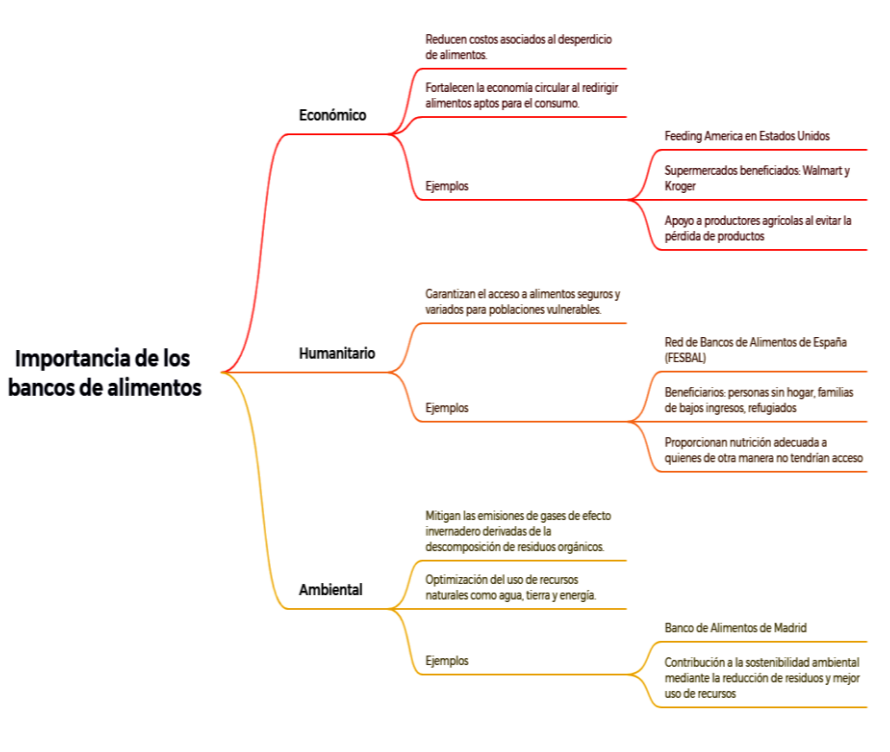 Importancia de los
bancos de alimentos
Económico
Reducen costos asociados al desperdicio
de alimentos.
Fortalecen la economía circular al redirigir
alimentos aptos para el consumo.
Ejemplos
Feeding America en Estados Unidos
Supermercados beneficiados: Walmart y
Kroger
Apoyo a productores agrícolas al evitar la
pérdida de productos
Humanitario
Garantizan el acceso a alimentos seguros y
variados para poblaciones vulnerables.
Ejemplos
Red de Bancos de Alimentos de España
(FESBAL)
Beneficiarios: personas sin hogar, familias
de bajos ingresos, refugiados
Proporcionan nutrición adecuada a
quienes de otra manera no tendrían acceso
Ambiental
Mitigan las emisiones de gases de efecto
invernadero derivadas de la
descomposición de residuos orgánicos.
Optimización del uso de recursos
naturales como agua, tierra y energía.
Ejemplos
Banco de Alimentos de Madrid
Contribución a la sostenibilidad ambiental
mediante la reducción de residuos y mejor
uso de recursos